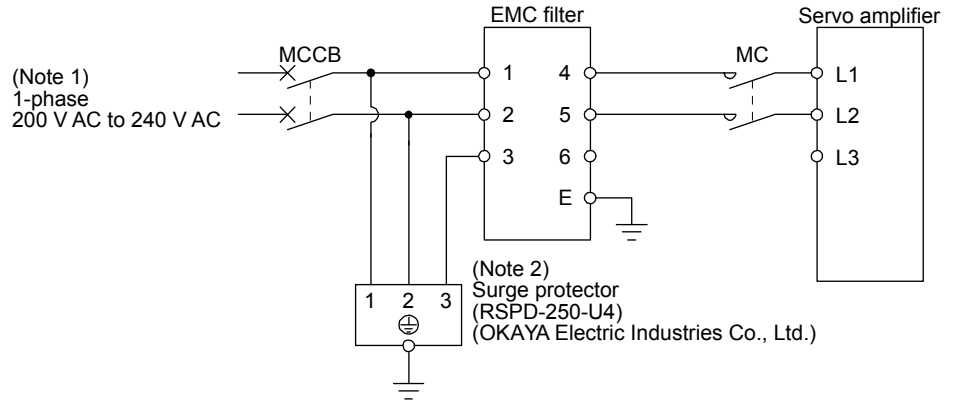 EMC filter
Servo amplifier
MCCB
MC
(Note 1)
1-phase
200 V AC to 240 V AC
1
4
L1
2
5
L2
3
6
L3
E
(Note 2)
Surge protector
(RSPD-250-U4)
(OKAYA Electric Industries Co., Ltd.)
1 2 3